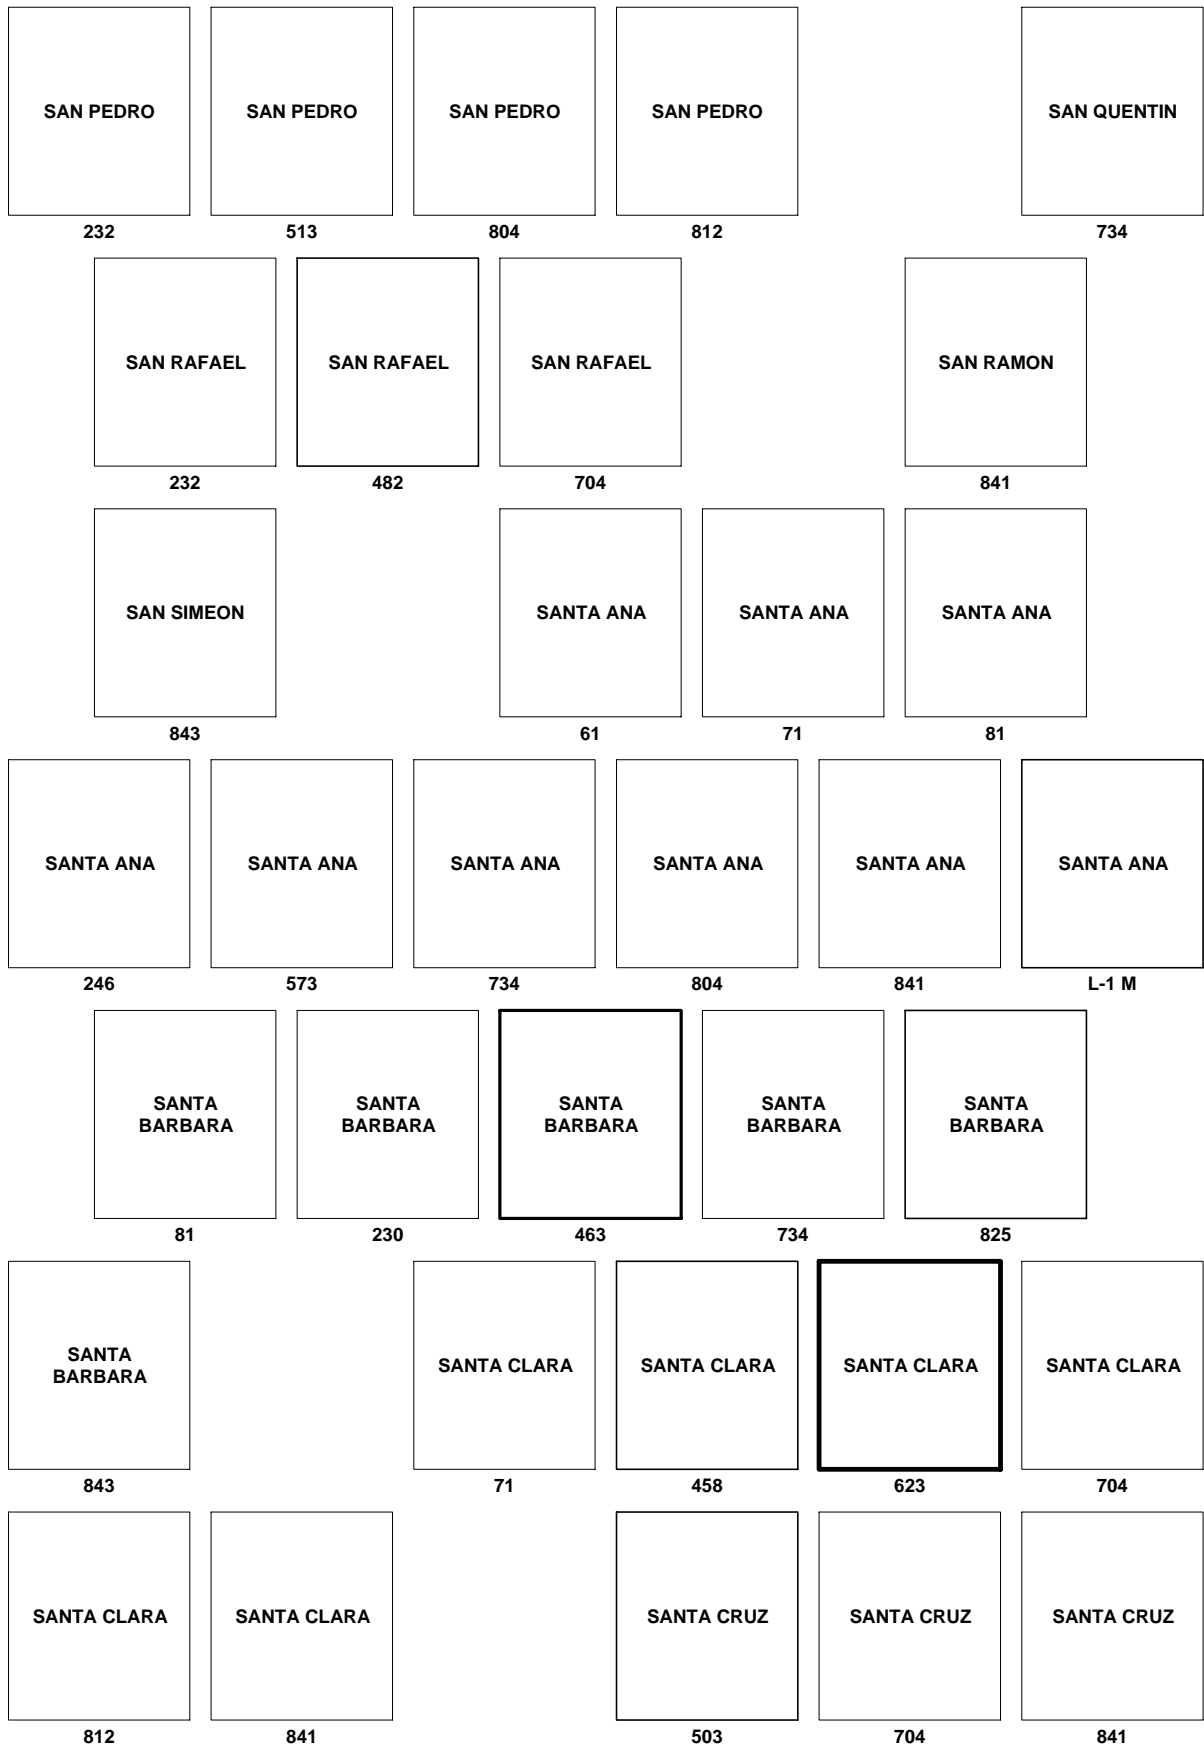 SAN PEDRO SAN PEDRO SAN PEDRO SAN PEDRO SAN QUENTIN
232 513 804 812 734
SAN RAFAEL SAN RAFAEL SAN RAFAEL SAN RAMON
232 482 704 841
SAN SIMEON SANTA ANA SANTA ANA SANTA ANA
843 61 71 81
SANTA ANA SANTA ANA SANTA ANA SANTA ANA SANTA ANA SANTA ANA
246 573 734 804 841 L-1 M
SANTA SANTA SANTA SANTA SANTA
BARBARA BARBARA BARBARA BARBARA BARBARA
81 230 463 734 825
SANTA
BARBARA SANTA CLARA SANTA CLARA SANTA CLARA SANTA CLARA
843 71 458 623 704
SANTA CLARA SANTA CLARA SANTA CRUZ SANTA CRUZ SANTA CRUZ
812 841 503 704 841